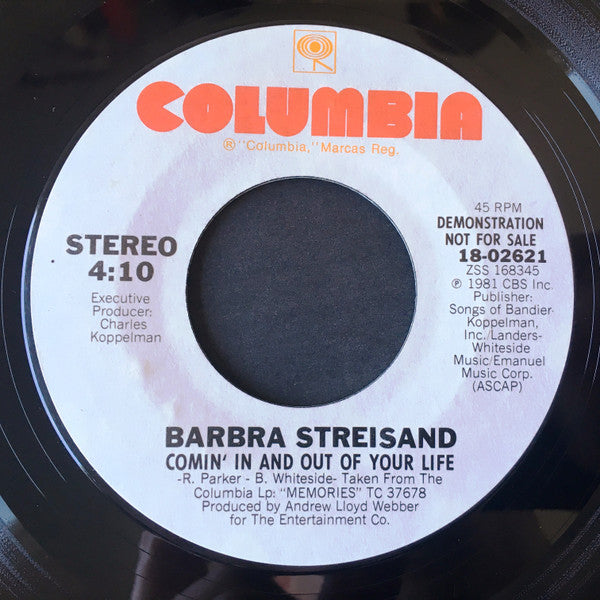 COLUMBIA
® "Columbia," Marcas Reg.
STEREO
4:10
Executive
Producer:
Charles
Koppelman
45 RPM
DEMONSTRATION
NOT FOR SALE
18-02621
ZSS 168345
℗ 1981 CBS Inc.
Publisher:
Songs of Bandier-
Koppelman,
Inc./Landers-
Whiteside
Music/Emanuel
Music Corp.
(ASCAP)
BARBRA STREISAND
COMIN' IN AND OUT OF YOUR LIFE
-R. Parker - B. Whiteside- Taken From The
Columbia Lp: "MEMORIES" TC 37678
Produced by Andrew Lloyd Webber
for The Entertainment Co.